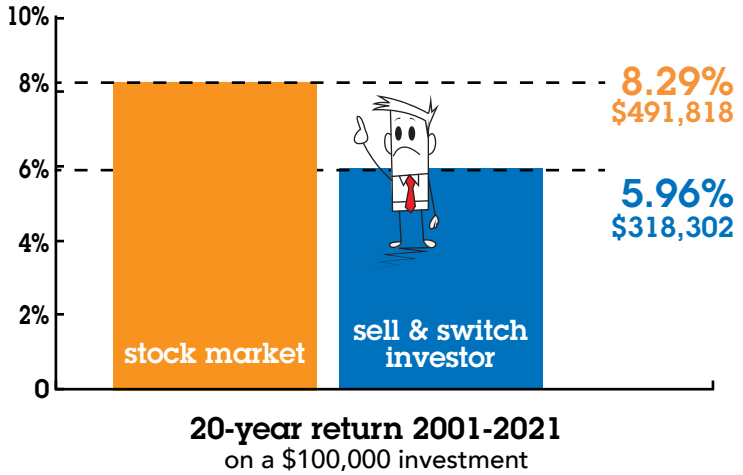 10%
8%
6%
4%
2%
0
8.29%
$491,818
5.96%
$318,302
stock market
sell & switch
investor
20-year return 2001-2021
on a $100,000 investment